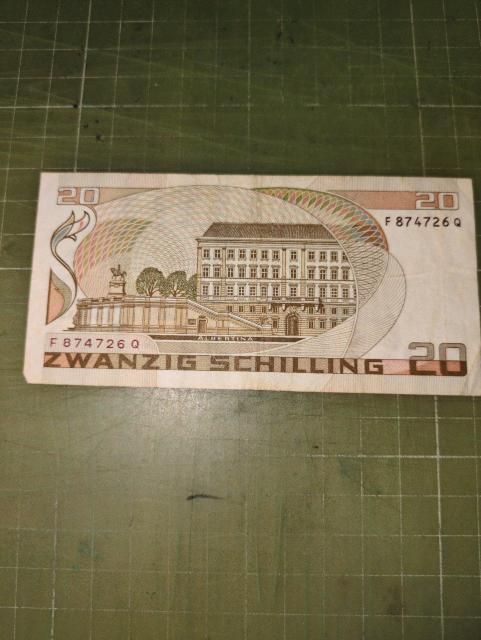 20 20
F 874726 Q
F 874726 Q
ALBERTINA
ZWANZIG SCHILLING 20